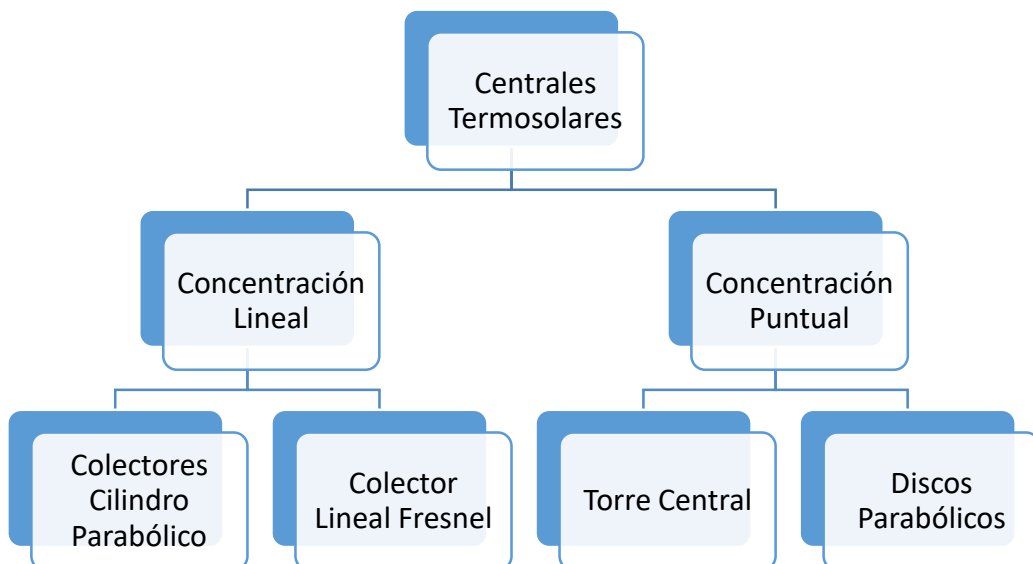 Centrales
Termosolares
Concentración
Lineal
Concentración
Puntual
Colectores
Cilindro
Parabólico
Colector
Lineal Fresnel
Torre Central
Discos
Parabólicos